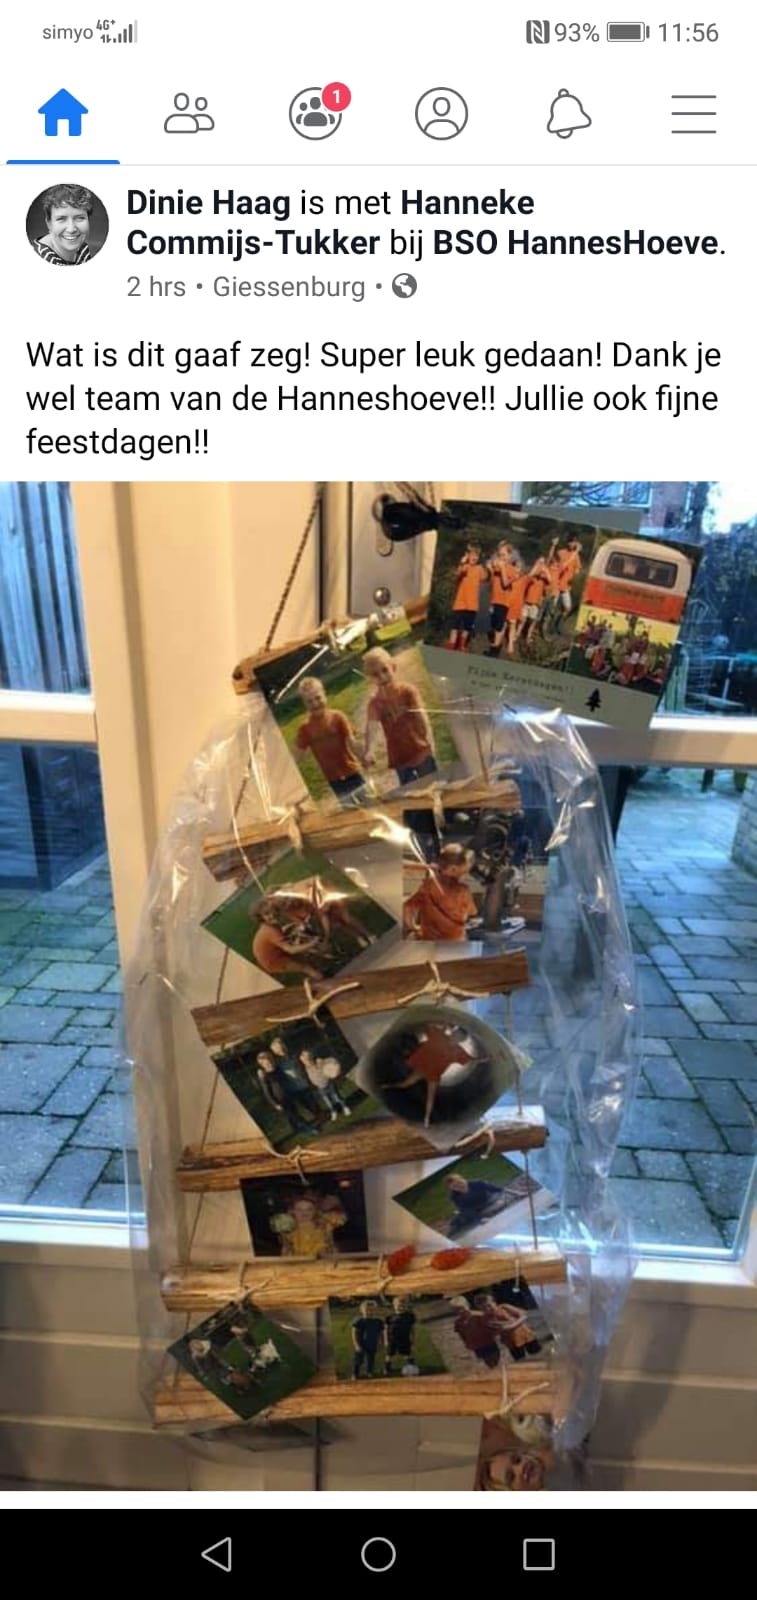 simyo 4G+ 93% 11:56
1
Dinie Haag is met Hanneke
Commijs-Tukker bij BSO HannesHoeve.
2 hrs • Giessenburg •
Wat is dit gaaf zeg! Super leuk gedaan! Dank je
wel team van de Hanneshoeve!! Jullie ook fijne
feestdagen!!
Fijne Kerstdagen!!